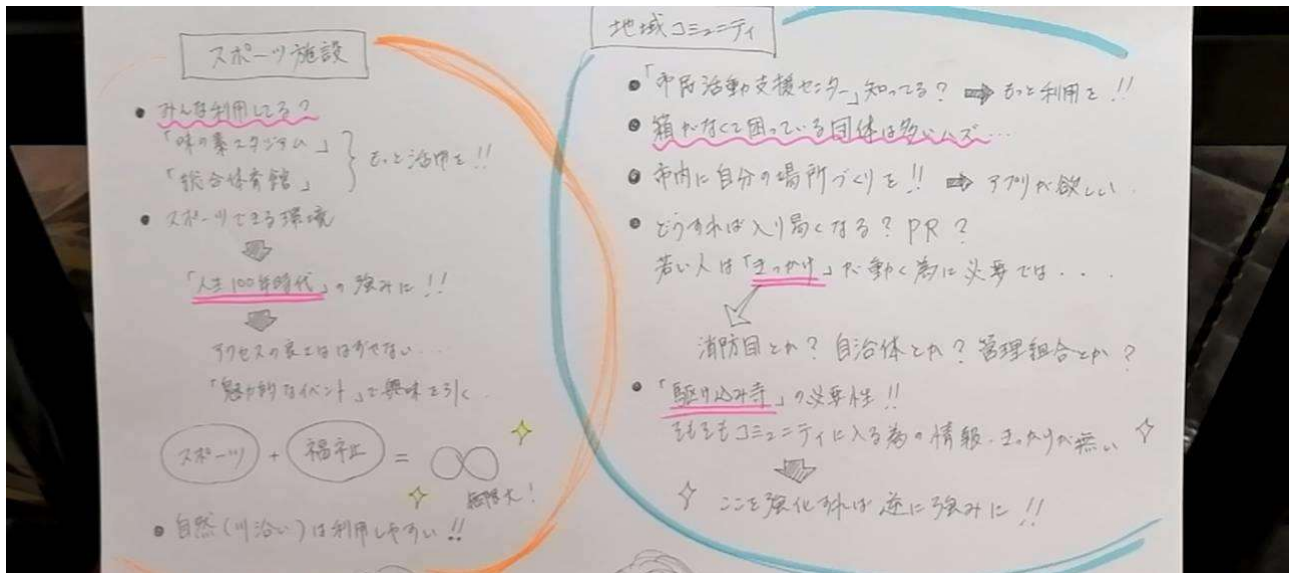 スポーツ施設
● みんな利用してる?
「味の素スタジアム」
「総合体育館」
もっと活用を!!
● スポーツできる環境
「人生100年時代」の強みに!!
アクセスの良さははずせない...
「魅力的なイベント」で興味を引く..
スポーツ + 福祉 = ∞
無限大!
● 自然(川沿い)は利用しやすい!!
地域コミュニティ
● 「市民活動支援センター」知ってる? ➡ もっと利用を!!
● 箱がなくて困っている団体は多いハズ...
● 市内に自分の場所づくりを!! ➡ アプリが欲しい.
● どうすれば入り易くなる? PR?
若い人は「きっかけ」が動く為に必要では...
消防団とか? 自治体とか? 管理組合とか?
● 「駆け込み寺」の必要性!!
そもそもコミュニティに入る為の情報・きっかけが無い
ここを強化すれば逆に強みに!!